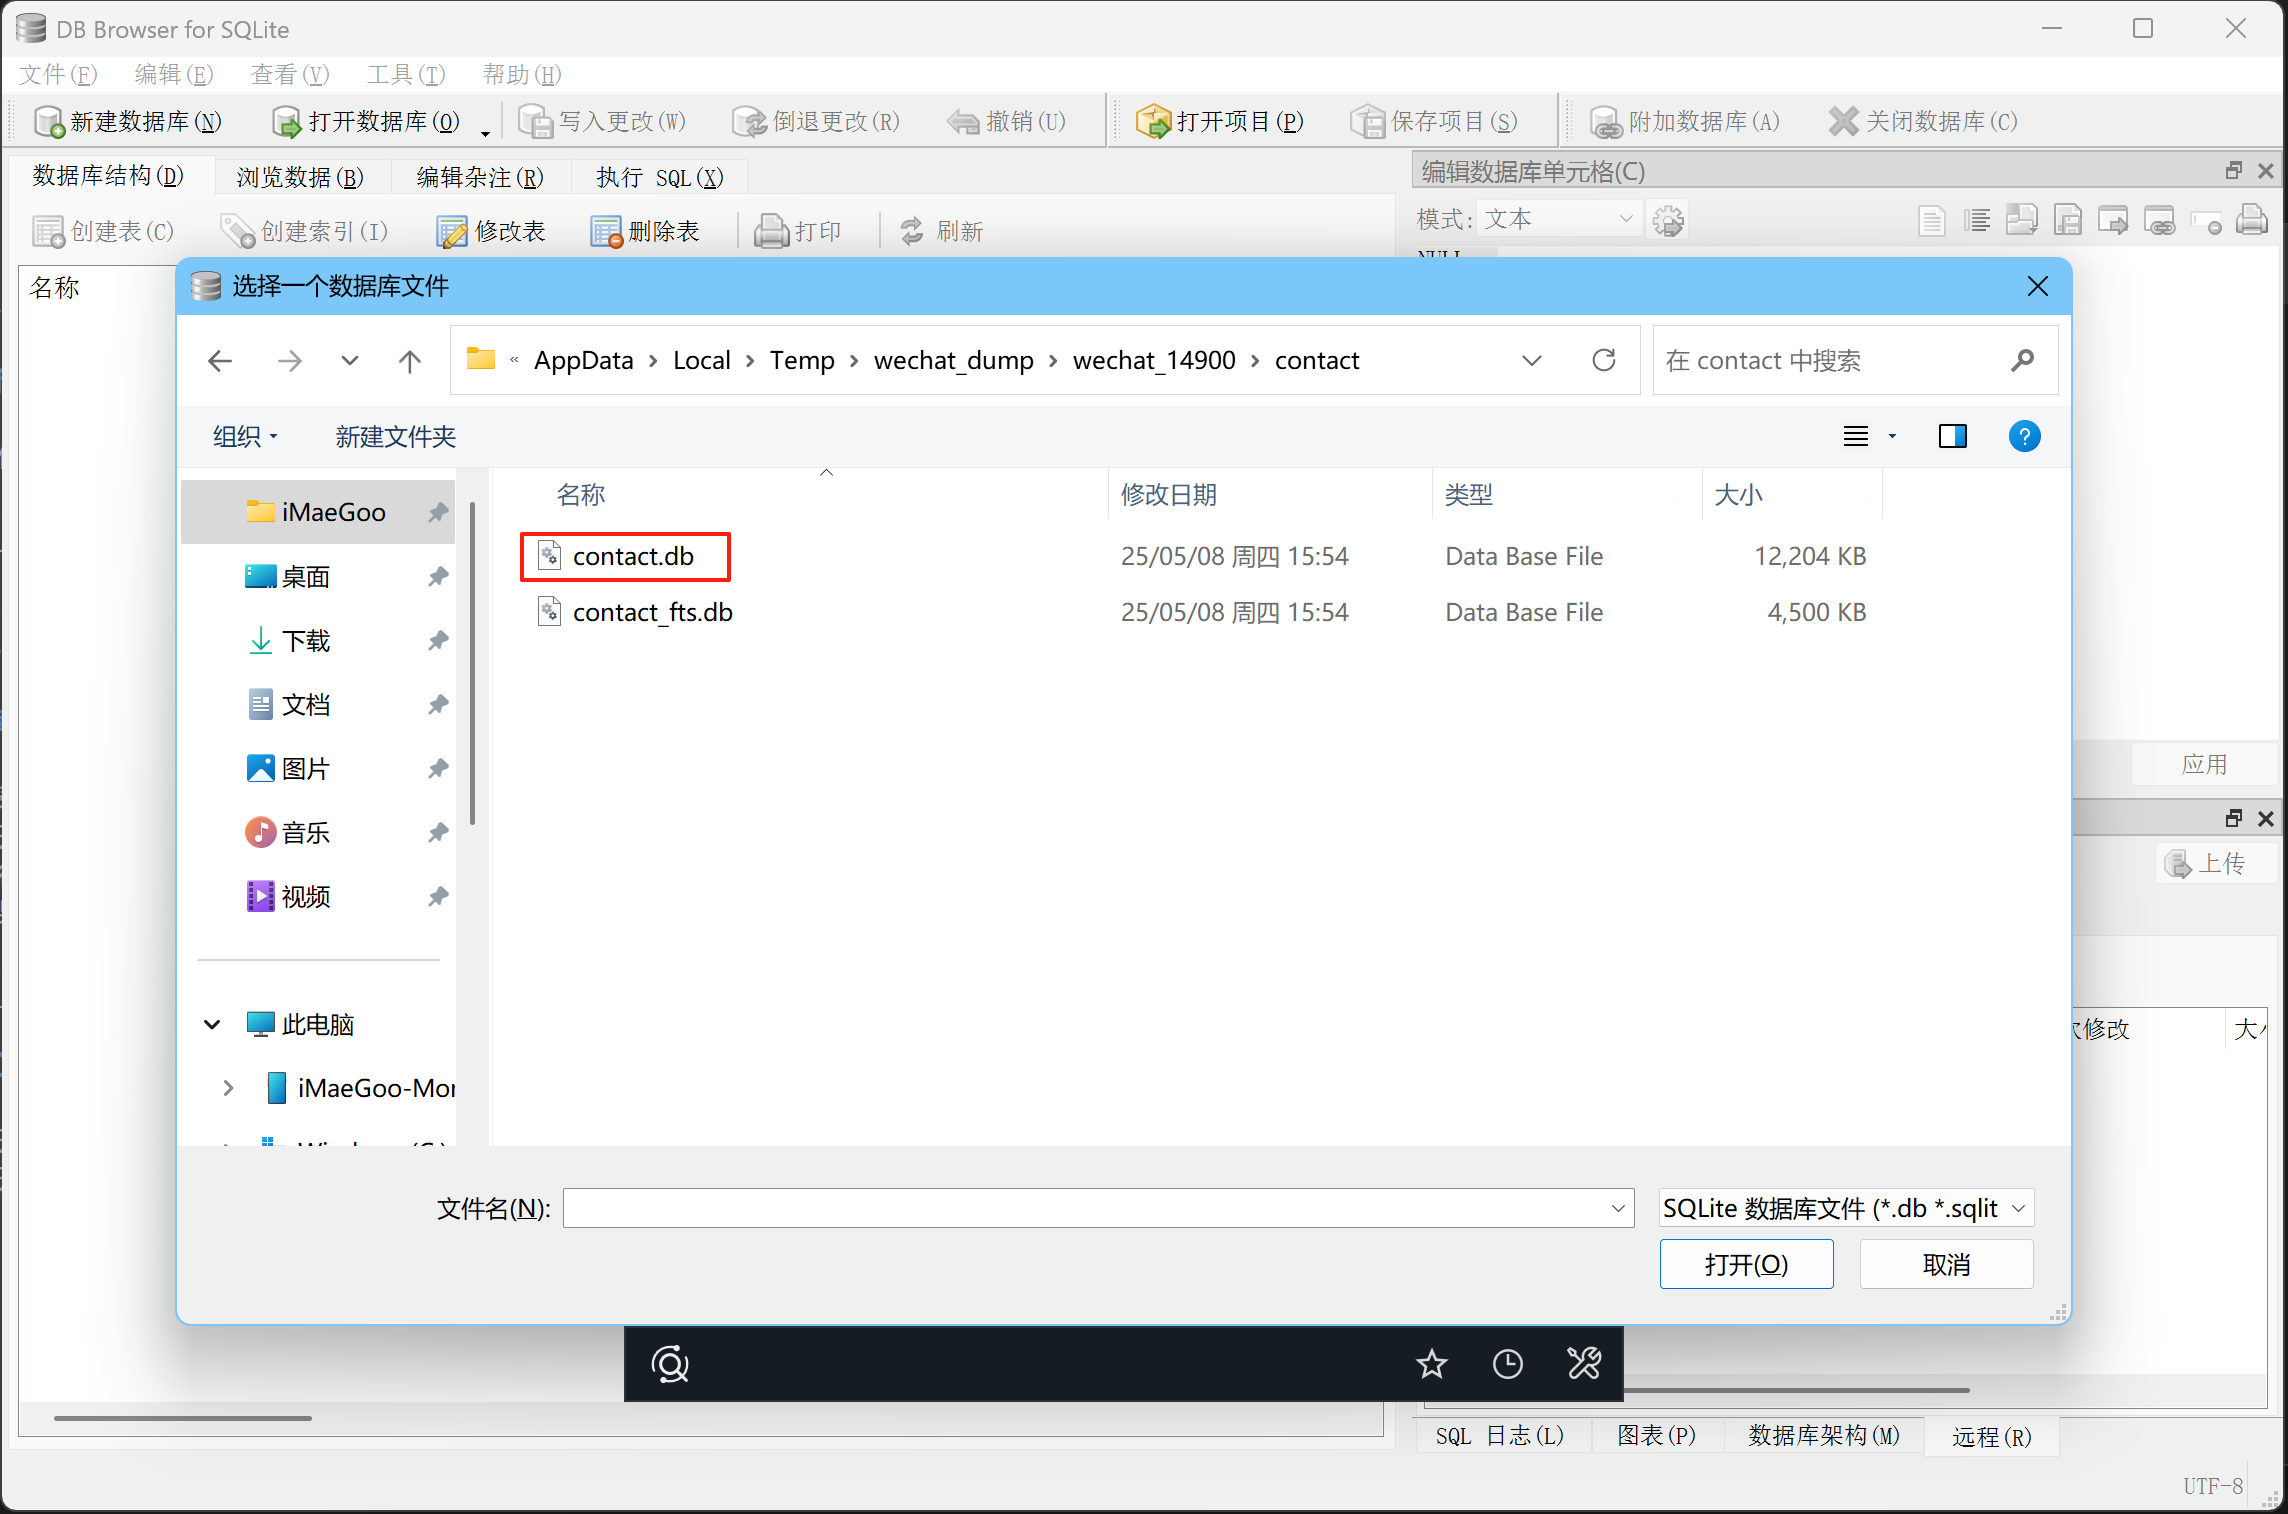 DB Browser for SQLite
文件(F) 编辑(E) 查看(V) 工具(T) 帮助(H)
新建数据库(N) 打开数据库(O) 写入更改(W) 倒退更改(R) 撤销(U) 打开项目(P) 保存项目(S) 附加数据库(A) 关闭数据库(C)
数据库结构(D) 浏览数据(B) 编辑杂注(R) 执行 SQL(X)
编辑数据库单元格(C)
创建表(C) 创建索引(I) 修改表 删除表 打印 刷新
模式: 文本
名称
选择一个数据库文件
« AppData › Local › Temp › wechat_dump › wechat_14900 › contact
在 contact 中搜索
组织 新建文件夹
名称 修改日期 类型 大小
contact.db 25/05/08 周四 15:54 Data Base File 12,204 KB
contact_fts.db 25/05/08 周四 15:54 Data Base File 4,500 KB
iMaeGoo
桌面
下载
文档
图片
音乐
视频
此电脑
iMaeGoo-Mor
文件名(N):
SQLite 数据库文件 (*.db *.sqlit
打开(O) 取消
应用
上传
修改
SQL 日志(L) 图表(P) 数据库架构(M) 远程(R)
UTF-8